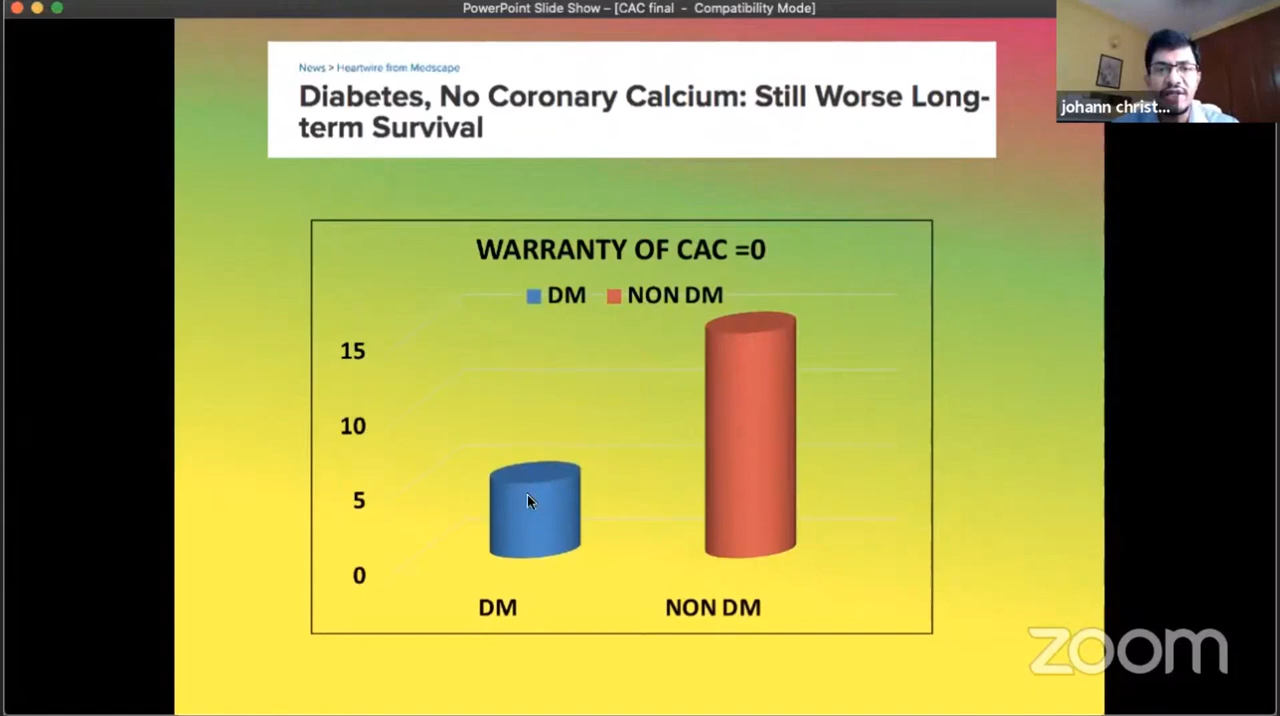 PowerPoint Slide Show – [CAC final - Compatibility Mode]
johann christ...
News > Heartwire from Medscape
Diabetes, No Coronary Calcium: Still Worse Long-
term Survival
WARRANTY OF CAC =0
DM NON DM
15
10
5
0
DM NON DM
zoom